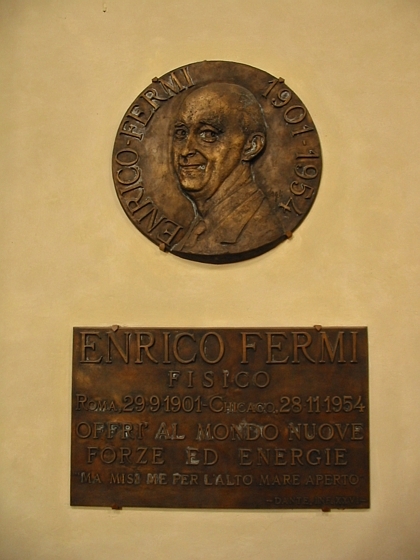 ENRICO·FERMI
1901-1954
ENRICO FERMI
FISICO
ROMA, 29·9·1901-CHICAGO, 28·11·1954
OFFRI' AL MONDO NUOVE
FORZE ED ENERGIE
"MA MISI ME PER L'ALTO MARE APERTO"
-DANTE